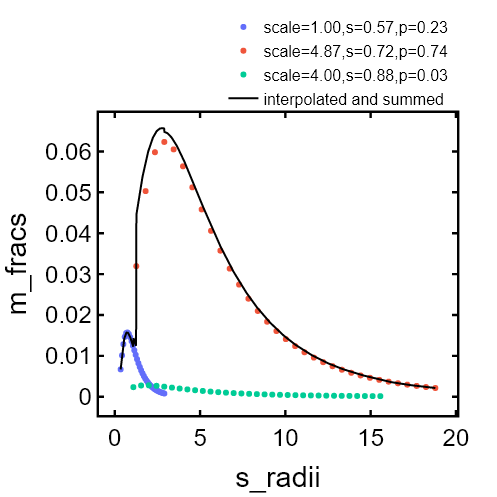 scale=1.00,s=0.57,p=0.23
scale=4.87,s=0.72,p=0.74
scale=4.00,s=0.88,p=0.03
interpolated and summed
0.06
0.05
0.04
0.03
0.02
0.01
0
m_fracs
0 5 10 15 20
s_radii